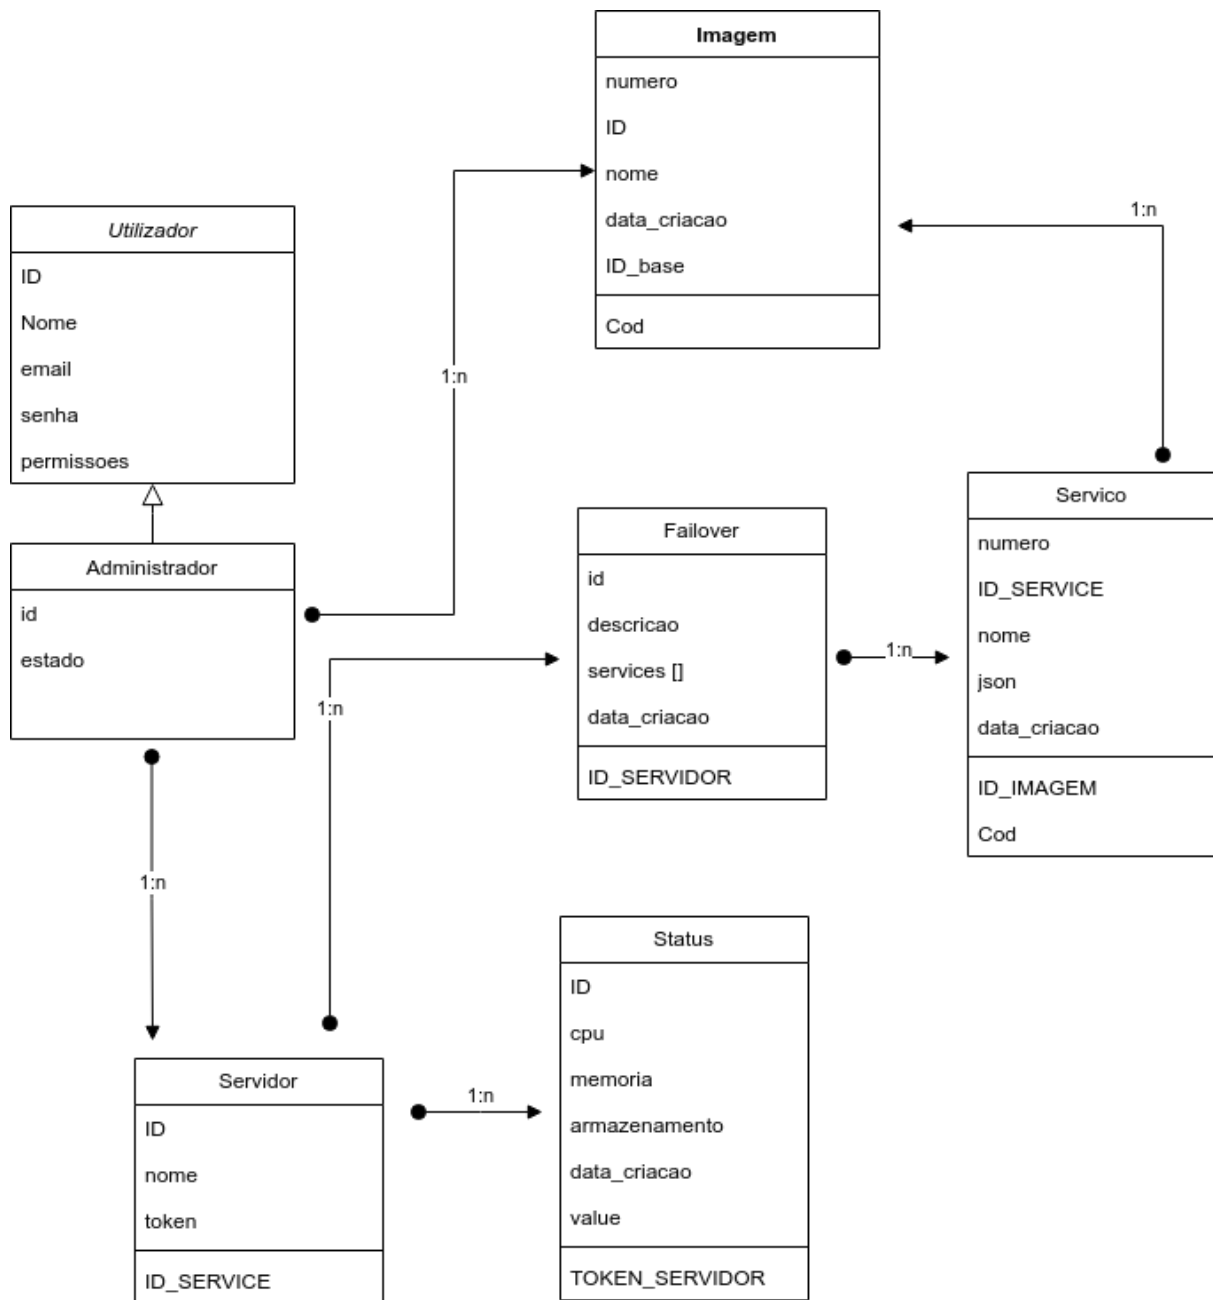 Imagem
numero
ID
nome
data_criacao
ID_base
Cod
1:n
1:n
Utilizador
ID
Nome
email
senha
permissoes
Administrador
id
estado
1:n
1:n
Failover
id
descricao
services []
data_criacao
ID_SERVIDOR
1:n
Servico
numero
ID_SERVICE
nome
json
data_criacao
ID_IMAGEM
Cod
Servidor
ID
nome
token
ID_SERVICE
1:n
Status
ID
cpu
memoria
armazenamento
data_criacao
value
TOKEN_SERVIDOR